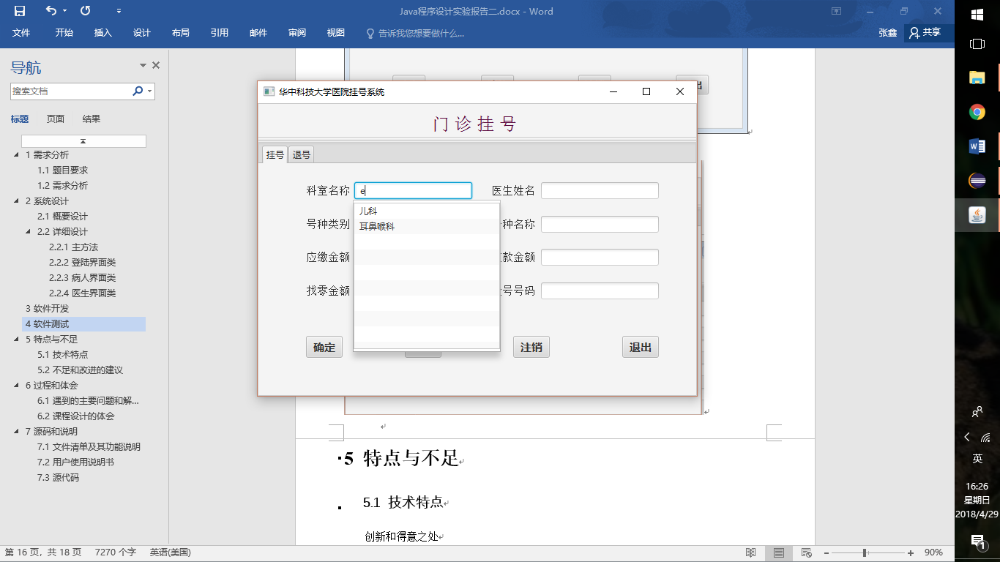 Java程序设计实验报告二.docx - Word
文件 开始 插入 设计 布局 引用 邮件 审阅 视图 告诉我您想要做什么... 张鑫 共享
导航
搜索文档
标题 页面 结果
1 需求分析
1.1 题目要求
1.2 需求分析
2 系统设计
2.1 概要设计
2.2 详细设计
2.2.1 主方法
2.2.2 登陆界面类
2.2.3 病人界面类
2.2.4 医生界面类
3 软件开发
4 软件测试
5 特点与不足
5.1 技术特点
5.2 不足和改进的建议
6 过程和体会
6.1 遇到的主要问题和解...
6.2 课程设计的体会
7 源码和说明
7.1 文件清单及其功能说明
7.2 用户使用说明书
7.3 源代码
华中科技大学医院挂号系统
门诊挂号
挂号 退号
科室名称 e 医生姓名
儿科
耳鼻喉科
号种类别 种名称
应缴金额 款金额
找零金额 号号码
确定 注销 退出
5 特点与不足
5.1 技术特点
创新和得意之处
英
16:26
星期日
2018/4/29
1
第 16 页，共 18 页 7270 个字 英语(美国) 90%